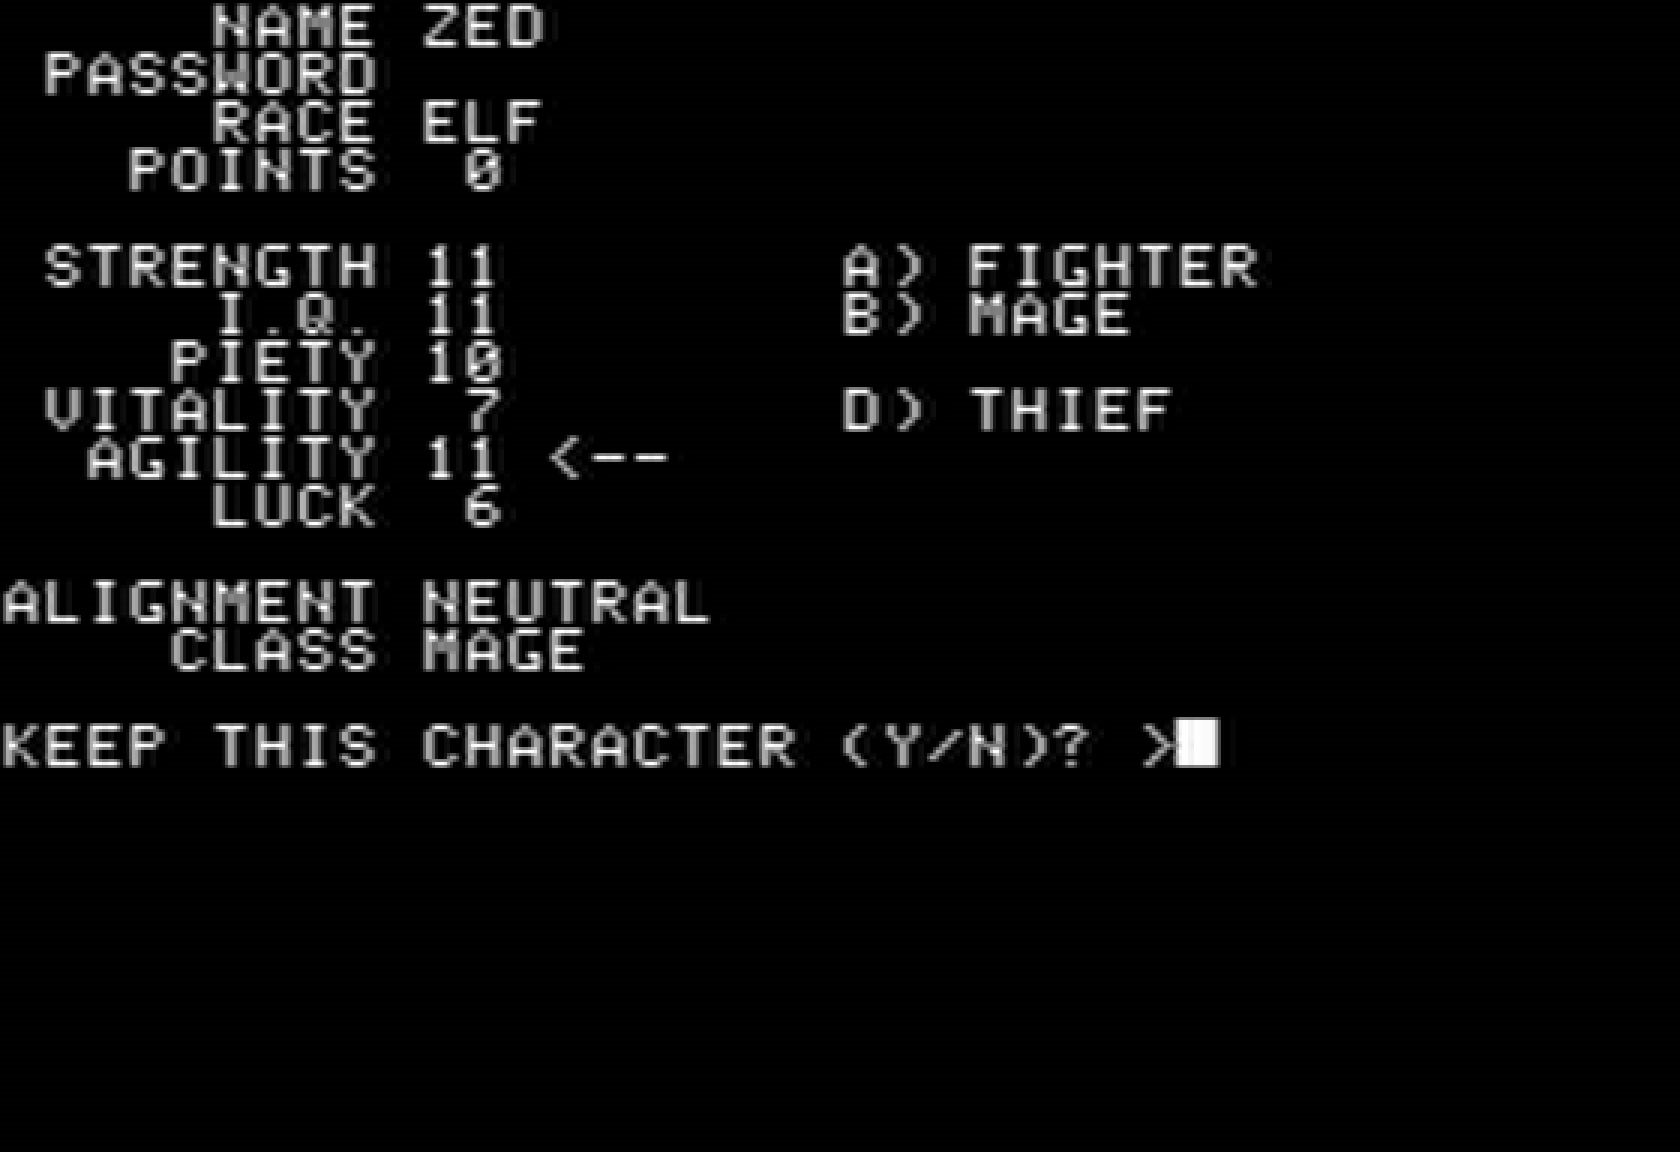 NAME ZED
PASSWORD
RACE ELF
POINTS 0
STRENGTH 11 A) FIGHTER
I.Q. 11 B) MAGE
PIETY 10
VITALITY 7 D) THIEF
AGILITY 11 <--
LUCK 6
ALIGNMENT NEUTRAL
CLASS MAGE
KEEP THIS CHARACTER (Y/N)? >